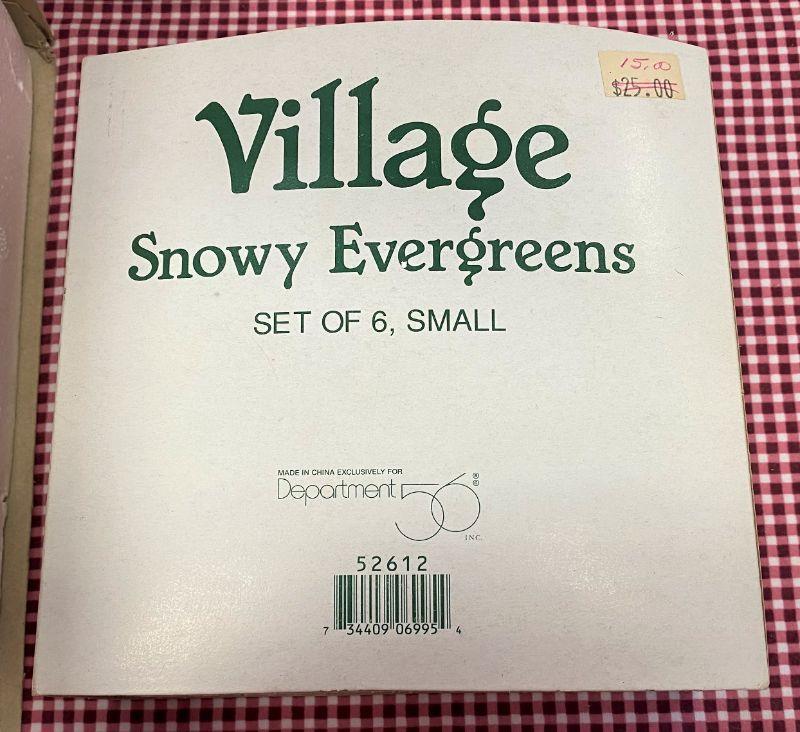 15.00
$25.00
Village
Snowy Evergreens
SET OF 6, SMALL
MADE IN CHINA EXCLUSIVELY FOR
Department 56 ® ®
INC.
52612
7 34409 06995 4